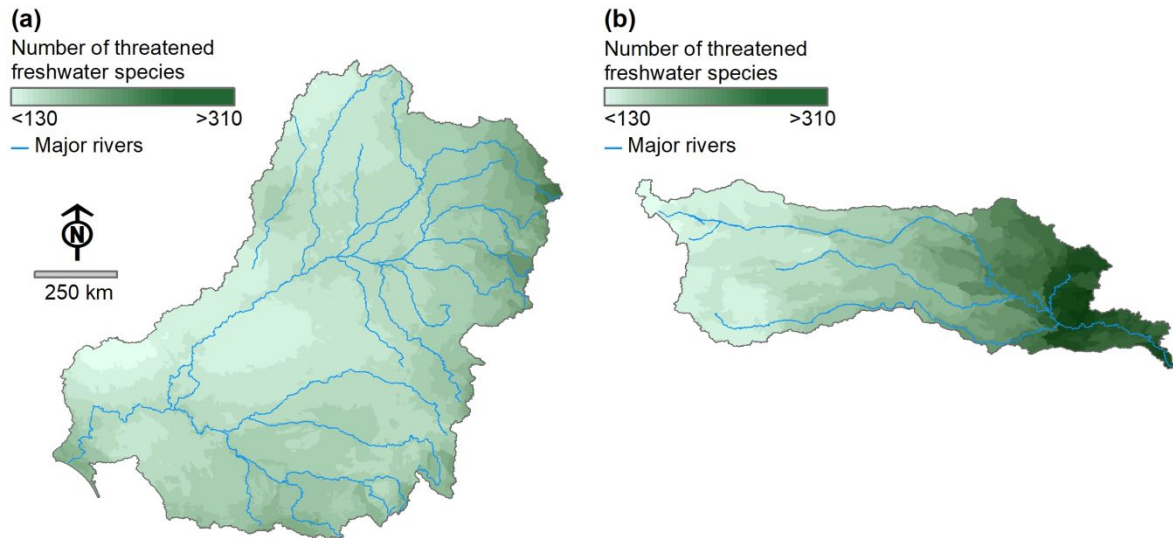 (a)
Number of threatened
freshwater species
<130 >310
Major rivers
N
250 km
(b)
Number of threatened
freshwater species
<130 >310
Major rivers